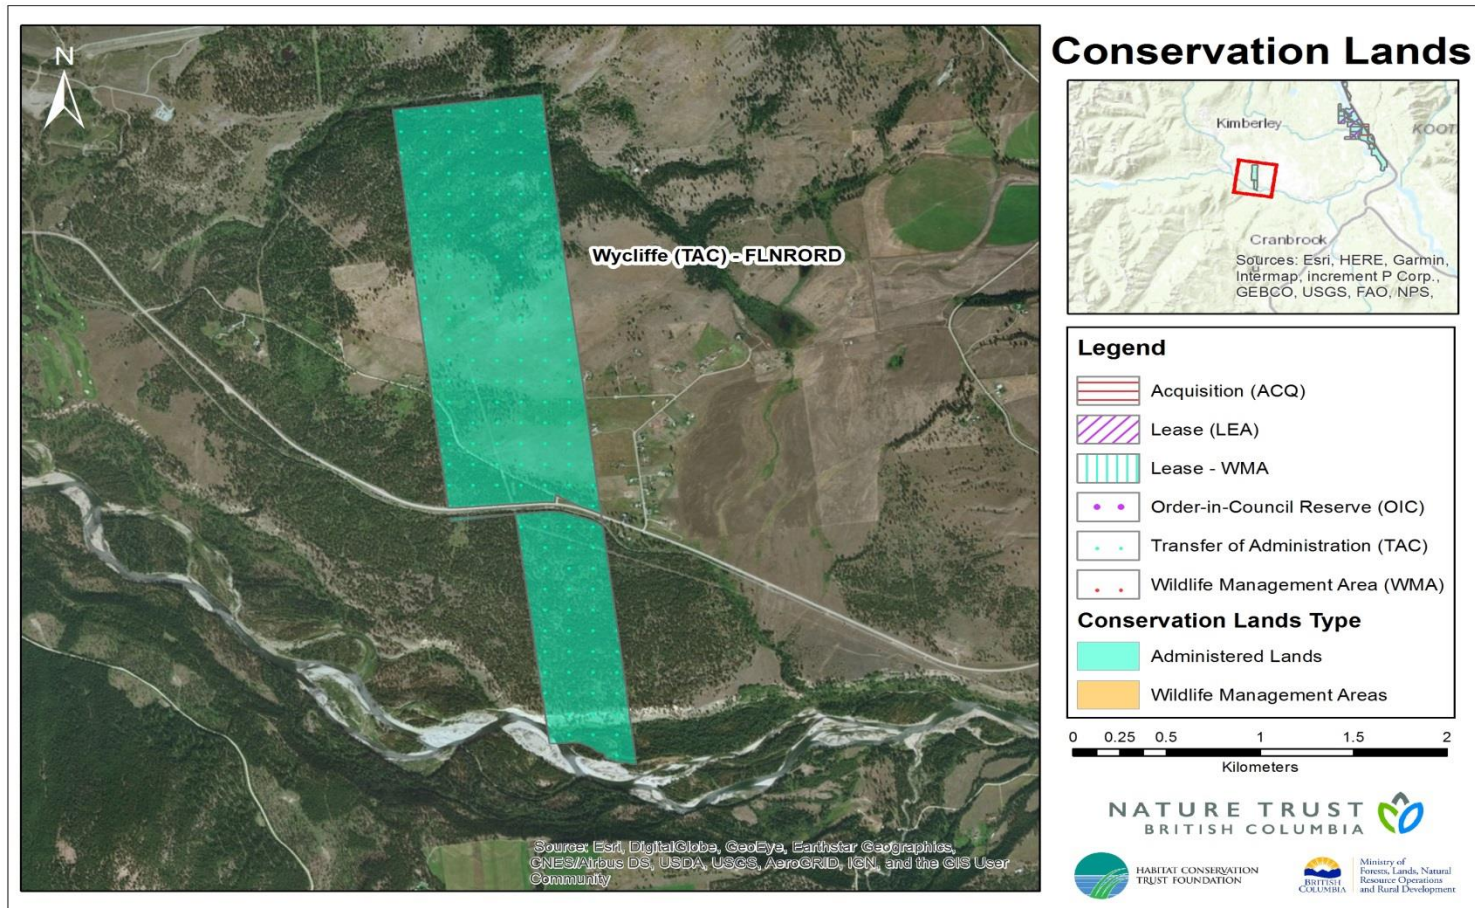 Conservation Lands
N
Wycliffe (TAC) - FLNRORD
Source: Esri, DigitalGlobe, GeoEye, Earthstar Geographics,
CNES/Airbus DS, USDA, USGS, AeroGRID, IGN, and the GIS User
Community
Kimberley
KOOT
Cranbrook
Sources: Esri, HERE, Garmin,
Intermap, increment P Corp.,
GEBCO, USGS, FAO, NPS,
Legend
Acquisition (ACQ)
Lease (LEA)
Lease - WMA
Order-in-Council Reserve (OIC)
Transfer of Administration (TAC)
Wildlife Management Area (WMA)
Conservation Lands Type
Administered Lands
Wildlife Management Areas
0 0.25 0.5 1 1.5 2
Kilometers
NATURE TRUST
BRITISH COLUMBIA
HABITAT CONSERVATION
TRUST FOUNDATION
BRITISH
COLUMBIA
Ministry of
Forests, Lands, Natural
Resource Operations
and Rural Development